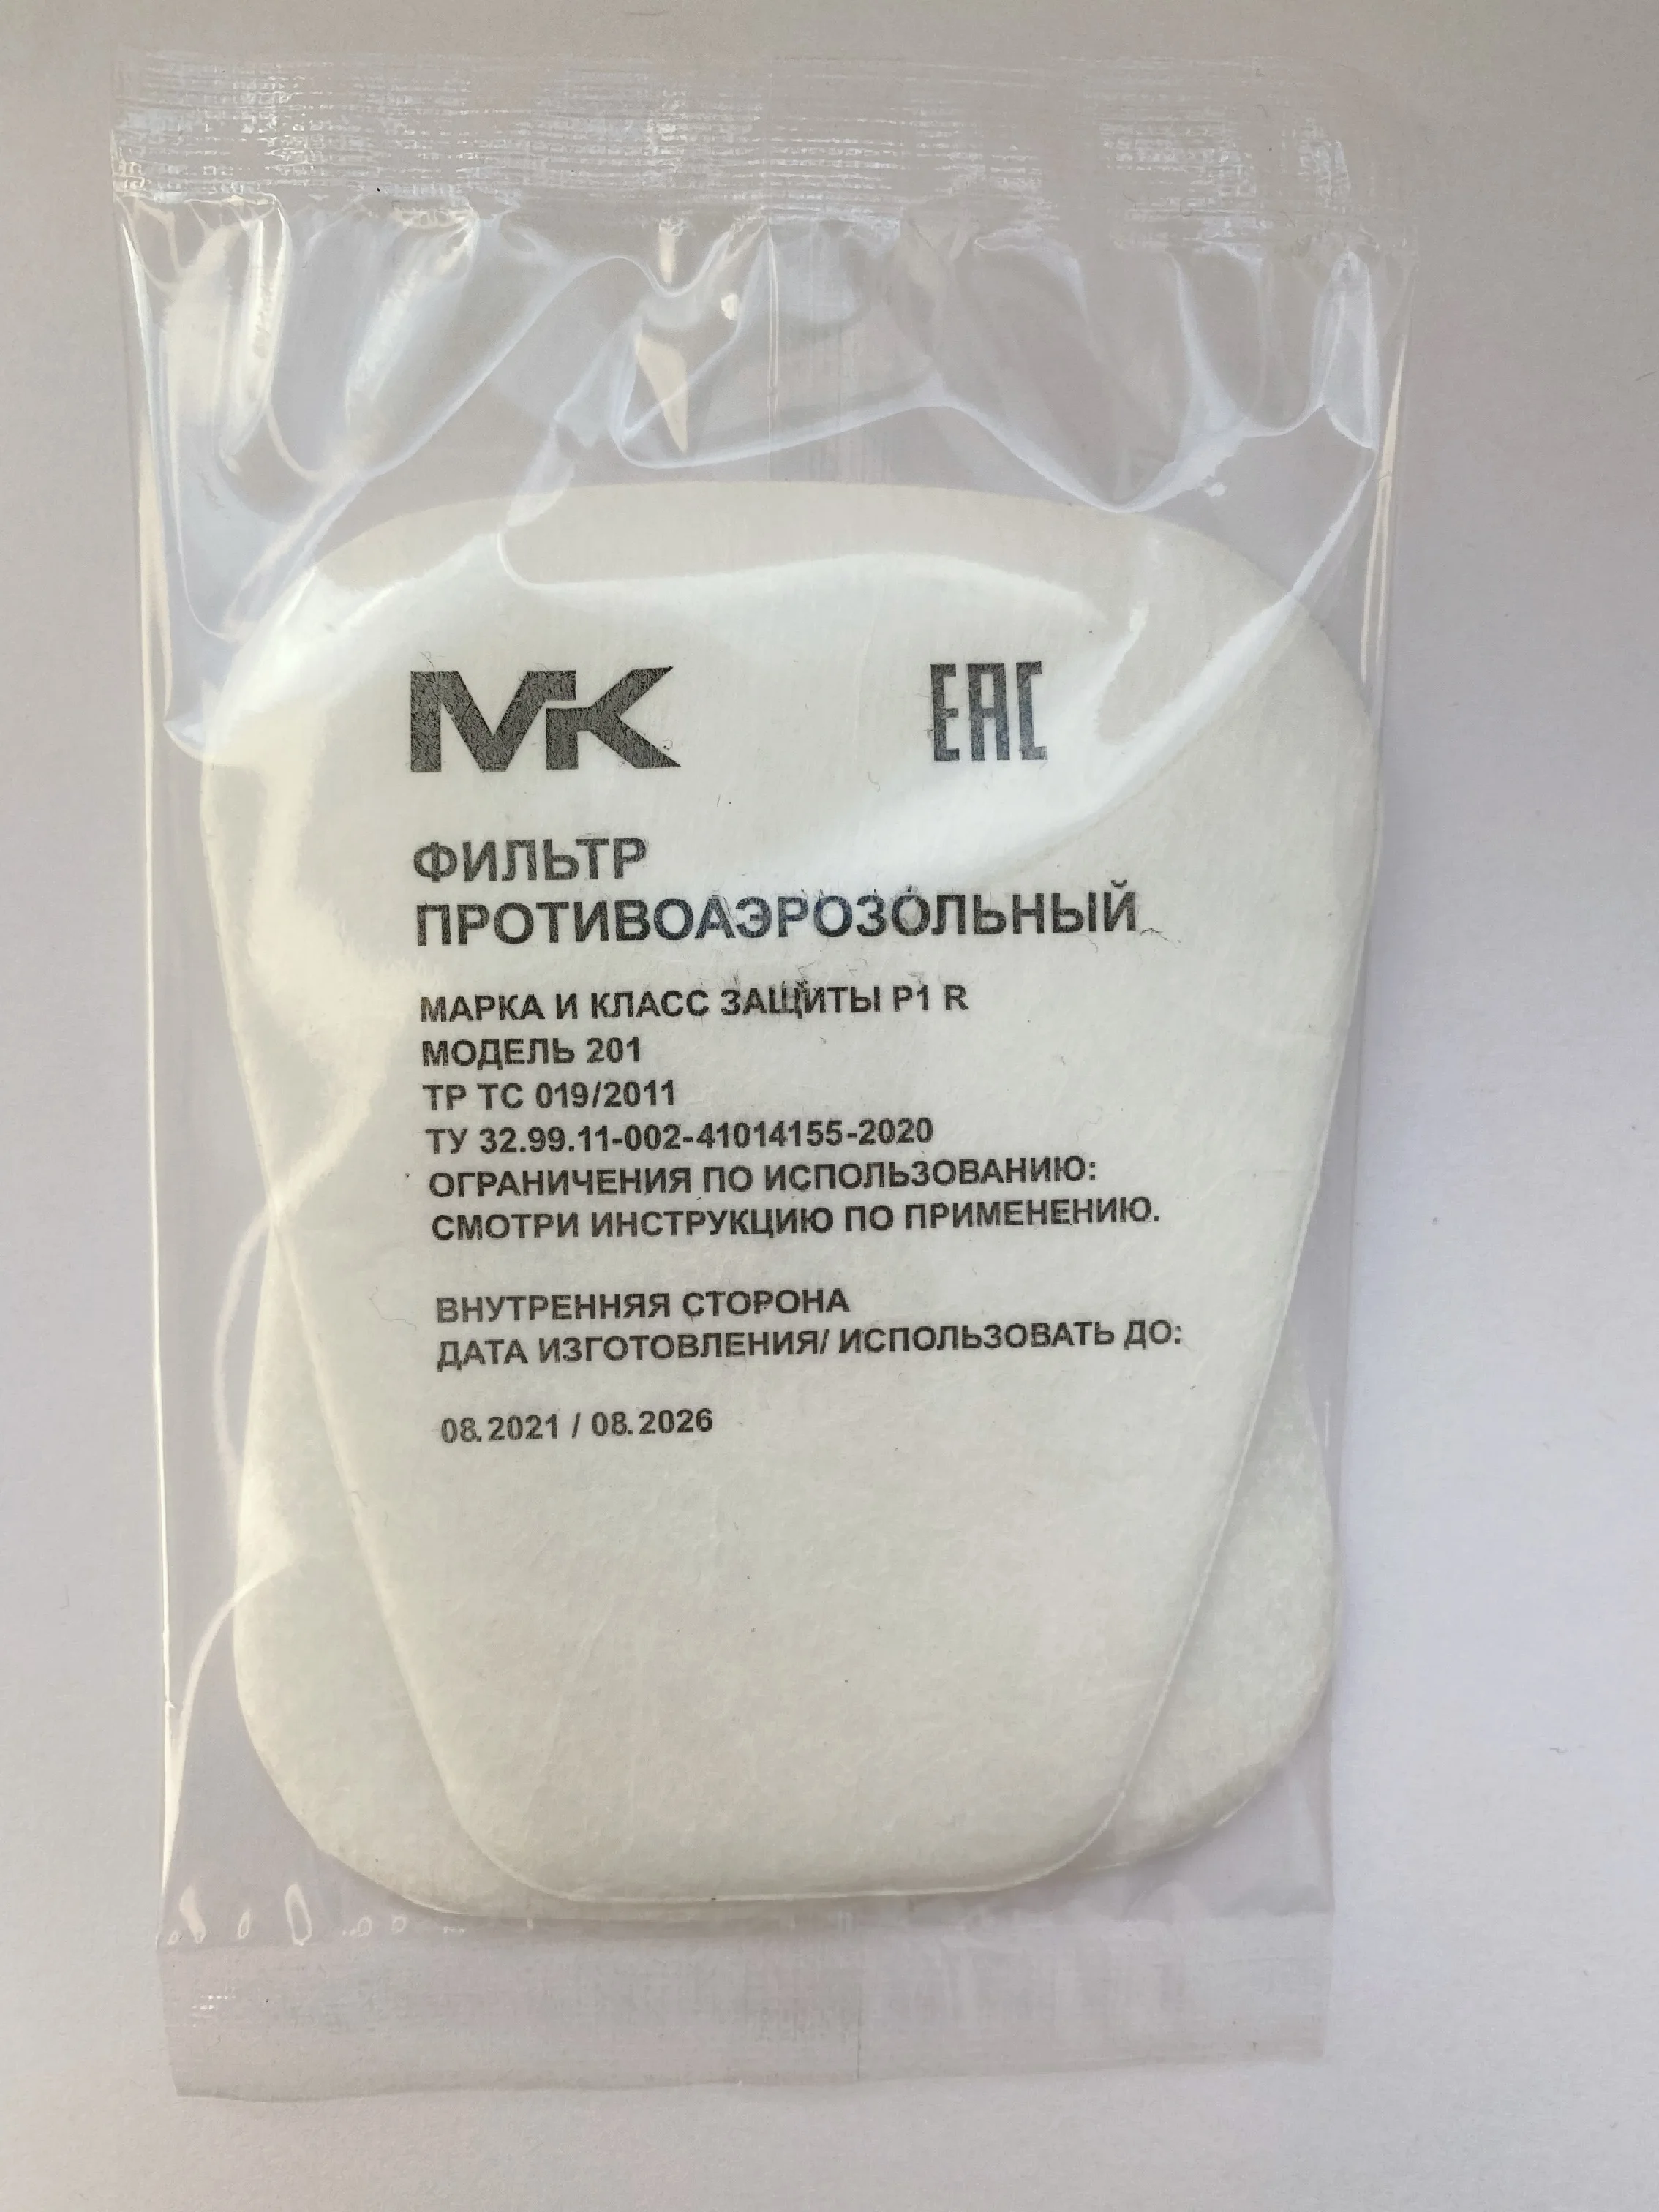 МК EAC
ФИЛЬТР
ПРОТИВОАЭРОЗОЛЬНЫЙ
МАРКА И КЛАСС ЗАЩИТЫ P1 R
МОДЕЛЬ 201
ТР ТС 019/2011
ТУ 32.99.11-002-41014155-2020
ОГРАНИЧЕНИЯ ПО ИСПОЛЬЗОВАНИЮ:
СМОТРИ ИНСТРУКЦИЮ ПО ПРИМЕНЕНИЮ.
ВНУТРЕННЯЯ СТОРОНА
ДАТА ИЗГОТОВЛЕНИЯ/ ИСПОЛЬЗОВАТЬ ДО:
08.2021 / 08.2026